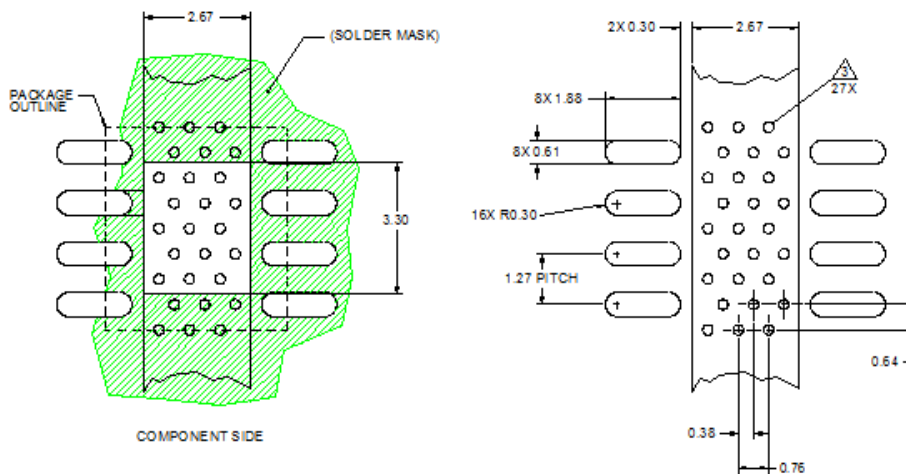 2.67
(SOLDER MASK)
PACKAGE
OUTLINE
3.30
COMPONENT SIDE
2X 0.30
2.67
3
27X
8X 1.88
8X 0.61
16X R0.30
1.27 PITCH
0.64
0.38
0.76